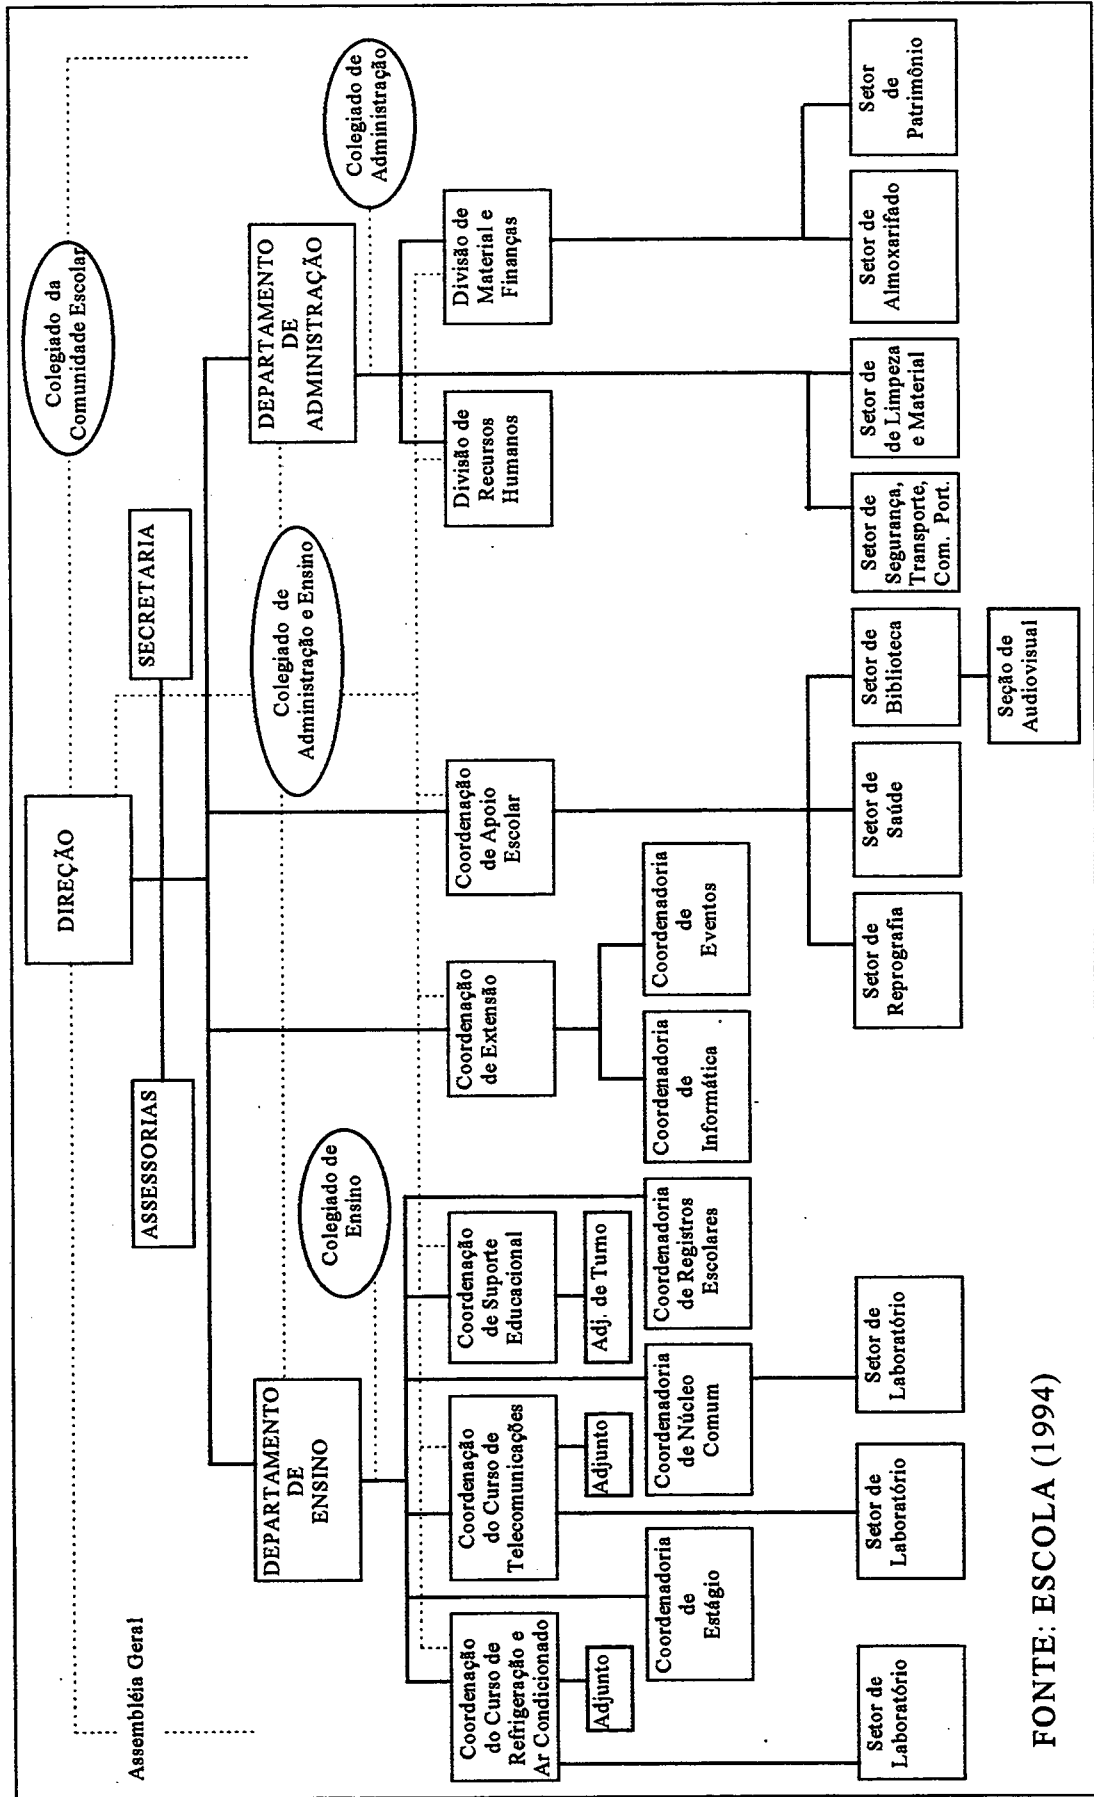 Assembléia Geral
DIREÇÃO
Colegiado da
Comunidade Escolar
ASSESSORIAS
SECRETARIA
DEPARTAMENTO
DE
ENSINO
Colegiado de
Ensino
Colegiado de
Administração e Ensino
DEPARTAMENTO
DE
ADMINISTRAÇÃO
Colegiado de
Administração
Coordenação
do Curso de
Refrigeração e
Ar Condicionado
Coordenação
do Curso de
Telecomunicações
Coordenação
de Suporte
Educacional
Coordenação
de Extensão
Coordenação
de Apoio
Escolar
Divisão de
Recursos
Humanos
Divisão de
Material e
Finanças
Adjunto
Adjunto
Adj. de Turno
Coordenadoria
de
Estágio
Coordenadoria
de Núcleo
Comum
Coordenadoria
de Registros
Escolares
Coordenadoria
de
Informática
Coordenadoria
de
Eventos
Setor de
Laboratório
Setor de
Laboratório
Setor de
Laboratório
Setor de
Reprografia
Setor de
Saúde
Setor de
Biblioteca
Setor de
Segurança,
Transporte,
Com. Port.
Setor de
de Limpeza
e Material
Setor de
Almoxarifado
Setor
de
Patrimônio
Seção de
Audiovisual
FONTE: ESCOLA (1994)